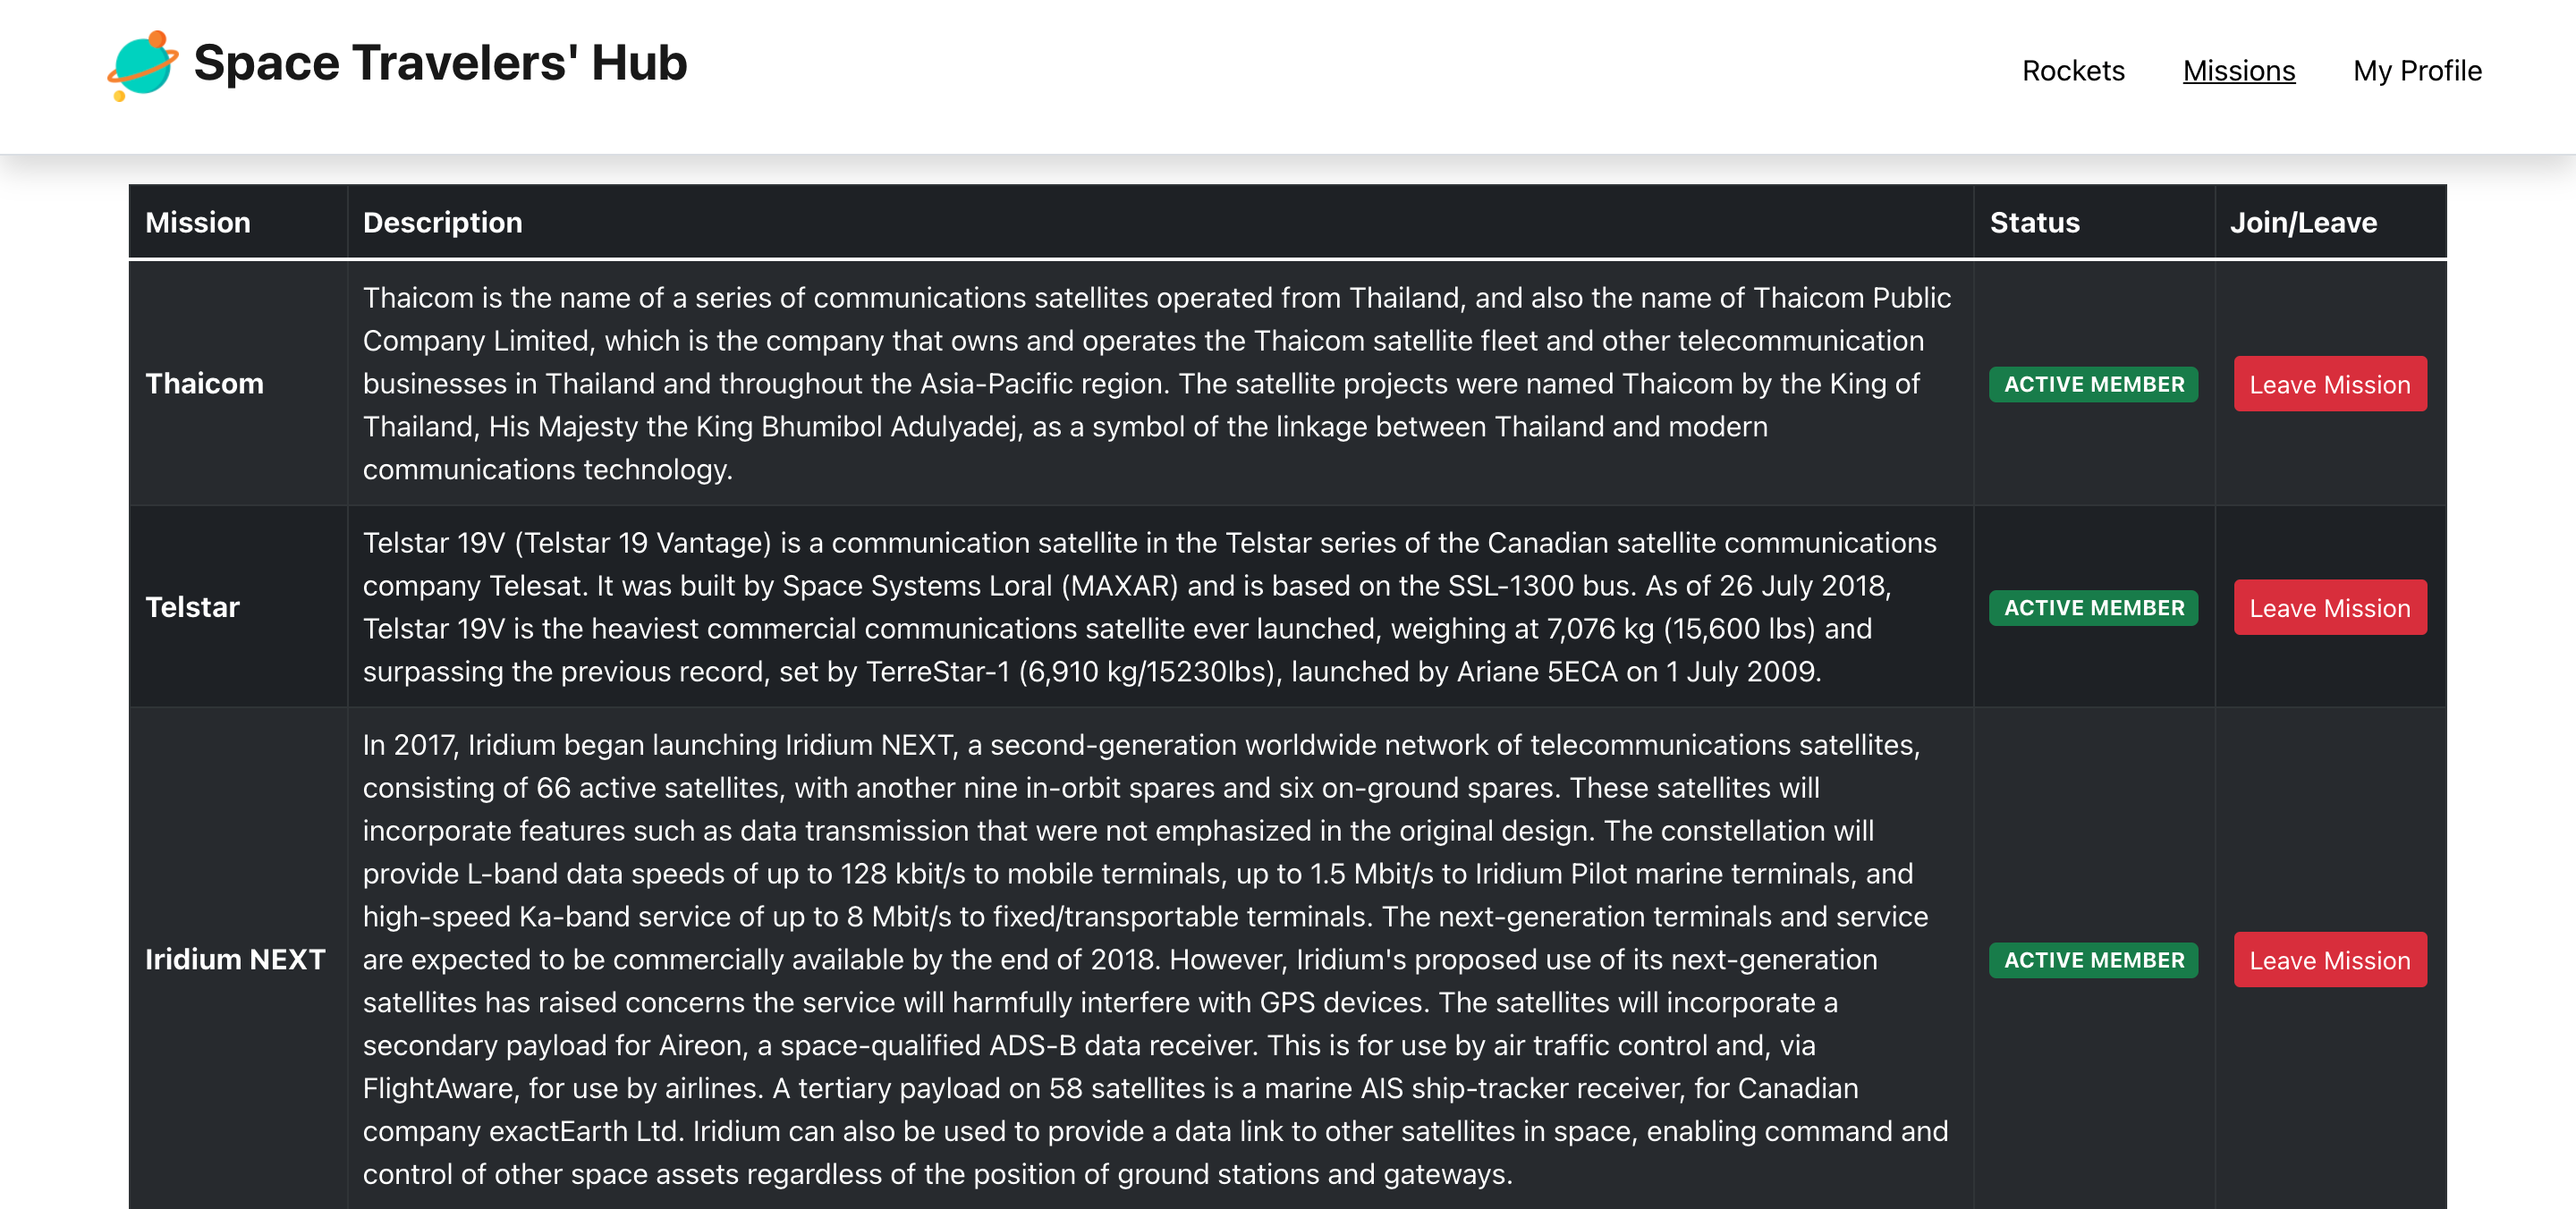 Space Travelers' Hub
Rockets Missions My Profile
Mission Description Status Join/Leave
Thaicom
Thaicom is the name of a series of communications satellites operated from Thailand, and also the name of Thaicom Public
Company Limited, which is the company that owns and operates the Thaicom satellite fleet and other telecommunication
businesses in Thailand and throughout the Asia-Pacific region. The satellite projects were named Thaicom by the King of
Thailand, His Majesty the King Bhumibol Adulyadej, as a symbol of the linkage between Thailand and modern
communications technology.
ACTIVE MEMBER
Leave Mission
Telstar
Telstar 19V (Telstar 19 Vantage) is a communication satellite in the Telstar series of the Canadian satellite communications
company Telesat. It was built by Space Systems Loral (MAXAR) and is based on the SSL-1300 bus. As of 26 July 2018,
Telstar 19V is the heaviest commercial communications satellite ever launched, weighing at 7,076 kg (15,600 lbs) and
surpassing the previous record, set by TerreStar-1 (6,910 kg/15230lbs), launched by Ariane 5ECA on 1 July 2009.
ACTIVE MEMBER
Leave Mission
Iridium NEXT
In 2017, Iridium began launching Iridium NEXT, a second-generation worldwide network of telecommunications satellites,
consisting of 66 active satellites, with another nine in-orbit spares and six on-ground spares. These satellites will
incorporate features such as data transmission that were not emphasized in the original design. The constellation will
provide L-band data speeds of up to 128 kbit/s to mobile terminals, up to 1.5 Mbit/s to Iridium Pilot marine terminals, and
high-speed Ka-band service of up to 8 Mbit/s to fixed/transportable terminals. The next-generation terminals and service
are expected to be commercially available by the end of 2018. However, Iridium's proposed use of its next-generation
satellites has raised concerns the service will harmfully interfere with GPS devices. The satellites will incorporate a
secondary payload for Aireon, a space-qualified ADS-B data receiver. This is for use by air traffic control and, via
FlightAware, for use by airlines. A tertiary payload on 58 satellites is a marine AIS ship-tracker receiver, for Canadian
company exactEarth Ltd. Iridium can also be used to provide a data link to other satellites in space, enabling command and
control of other space assets regardless of the position of ground stations and gateways.
ACTIVE MEMBER
Leave Mission